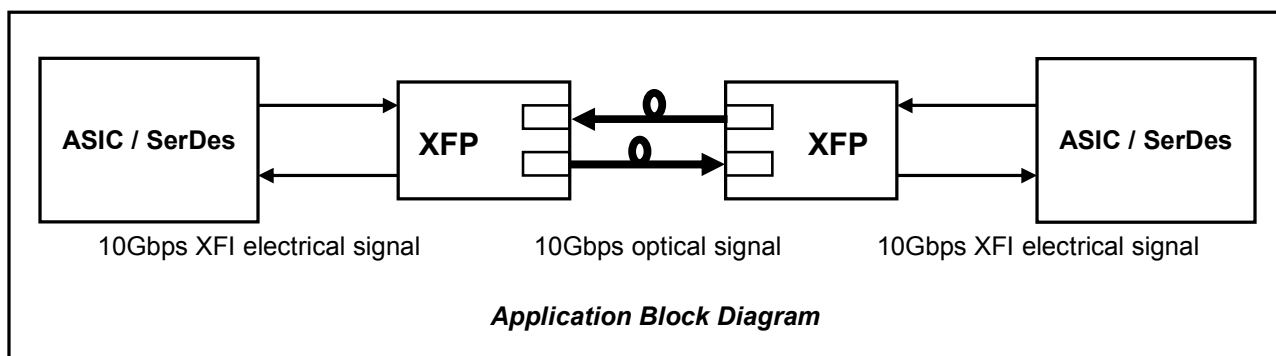 ASIC / SerDes
XFP
XFP
ASIC / SerDes
10Gbps XFI electrical signal
10Gbps optical signal
10Gbps XFI electrical signal
Application Block Diagram